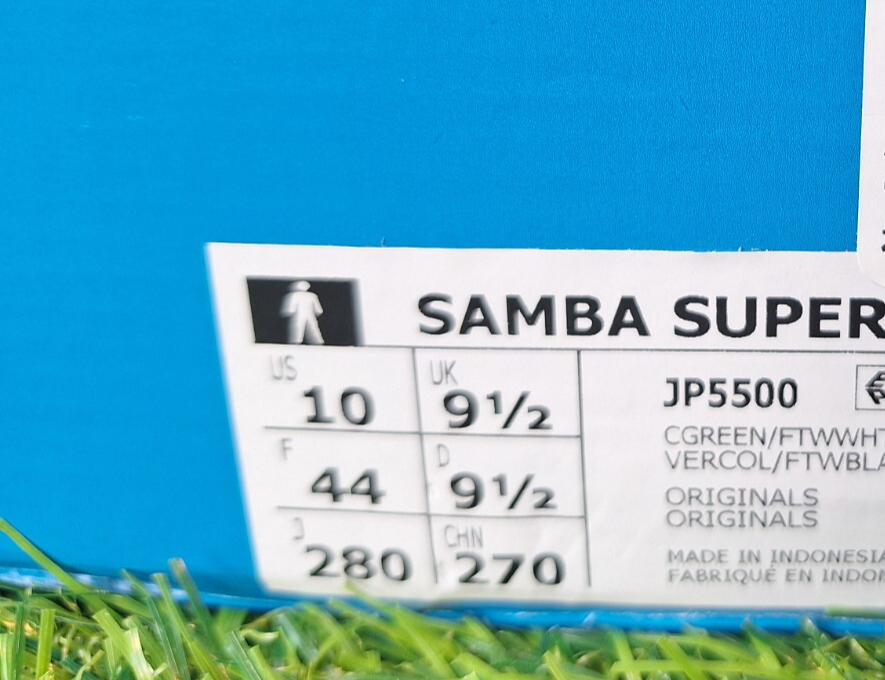 SAMBA SUPER
US UK
10 9½
JP5500
CGREEN/FTWWHT
VERCOL/FTWBLA
F D
44 9½
ORIGINALS
ORIGINALS
J CHN
280 270
MADE IN INDONESIA
FABRIQUÉ EN INDON